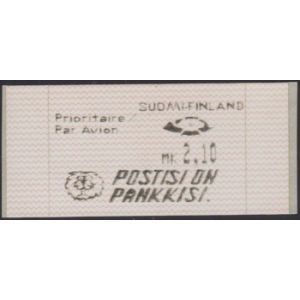 SUOMI-FINLAND
Prioritaire/
Par Avion
MK 2.10
POSTISI ON
PANKKISI.